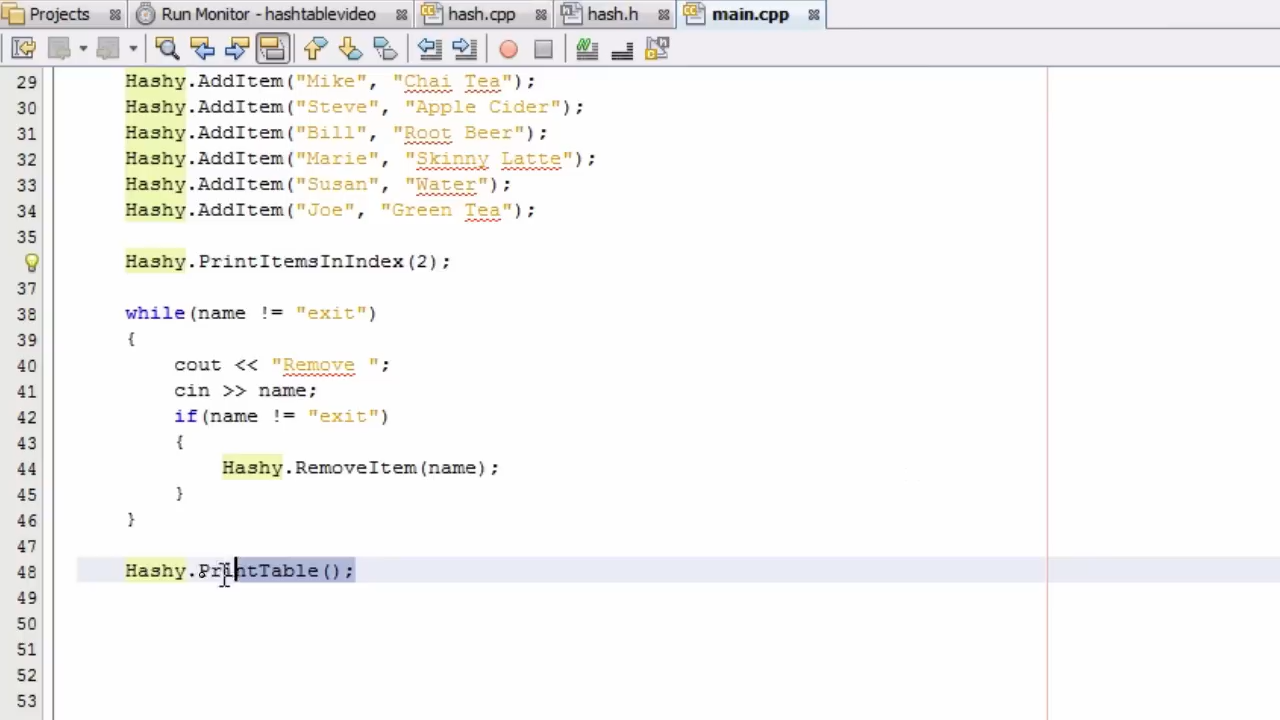 Projects Run Monitor - hashtablevideo hash.cpp hash.h main.cpp
29 Hashy.AddItem("Mike", "Chai Tea");
30 Hashy.AddItem("Steve", "Apple Cider");
31 Hashy.AddItem("Bill", "Root Beer");
32 Hashy.AddItem("Marie", "Skinny Latte");
33 Hashy.AddItem("Susan", "Water");
34 Hashy.AddItem("Joe", "Green Tea");
35
Hashy.PrintItemsInIndex(2);
37
38 while(name != "exit")
39 {
40 cout << "Remove ";
41 cin >> name;
42 if(name != "exit")
43 {
44 Hashy.RemoveItem(name);
45 }
46 }
47
48 Hashy.PrintTable();
49
50
51
52
53